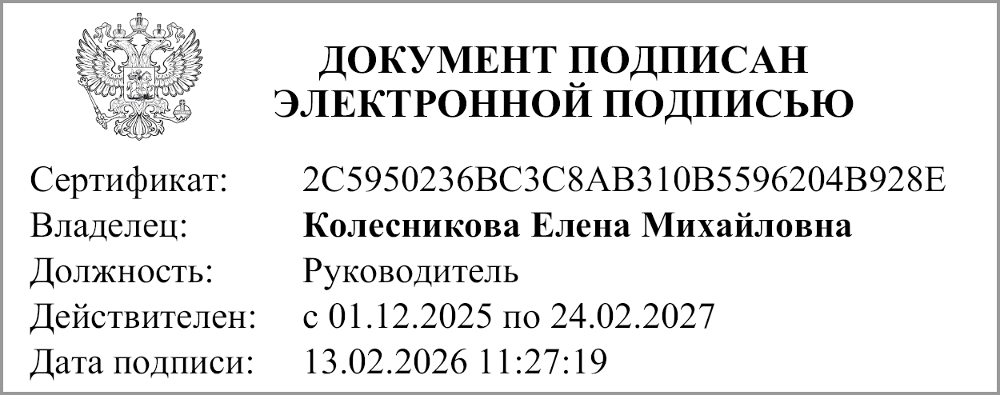 ДОКУМЕНТ ПОДПИСАН
ЭЛЕКТРОННОЙ ПОДПИСЬЮ
Сертификат: 2C5950236BC3C8AB310B5596204B928E
Владелец: Колесникова Елена Михайловна
Должность: Руководитель
Действителен: с 01.12.2025 по 24.02.2027
Дата подписи: 13.02.2026 11:27:19